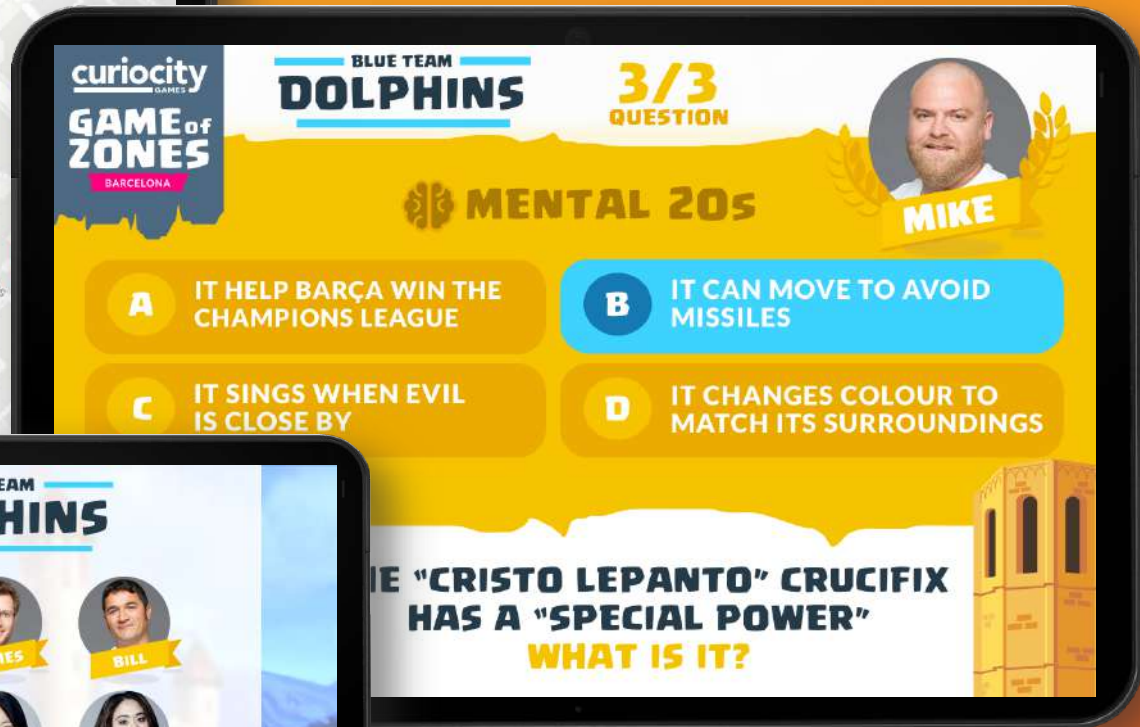 curiocity
GAMES
GAME OF
ZONES
BARCELONA
BLUE TEAM
DOLPHINS
3/3
QUESTION
MIKE
MENTAL 20s
A IT HELP BARÇA WIN THE
CHAMPIONS LEAGUE
B IT CAN MOVE TO AVOID
MISSILES
C IT SINGS WHEN EVIL
IS CLOSE BY
D IT CHANGES COLOUR TO
MATCH ITS SURROUNDINGS
"CRISTO LEPANTO" CRUCIFIX
HAS A "SPECIAL POWER"
WHAT IS IT?
BILL